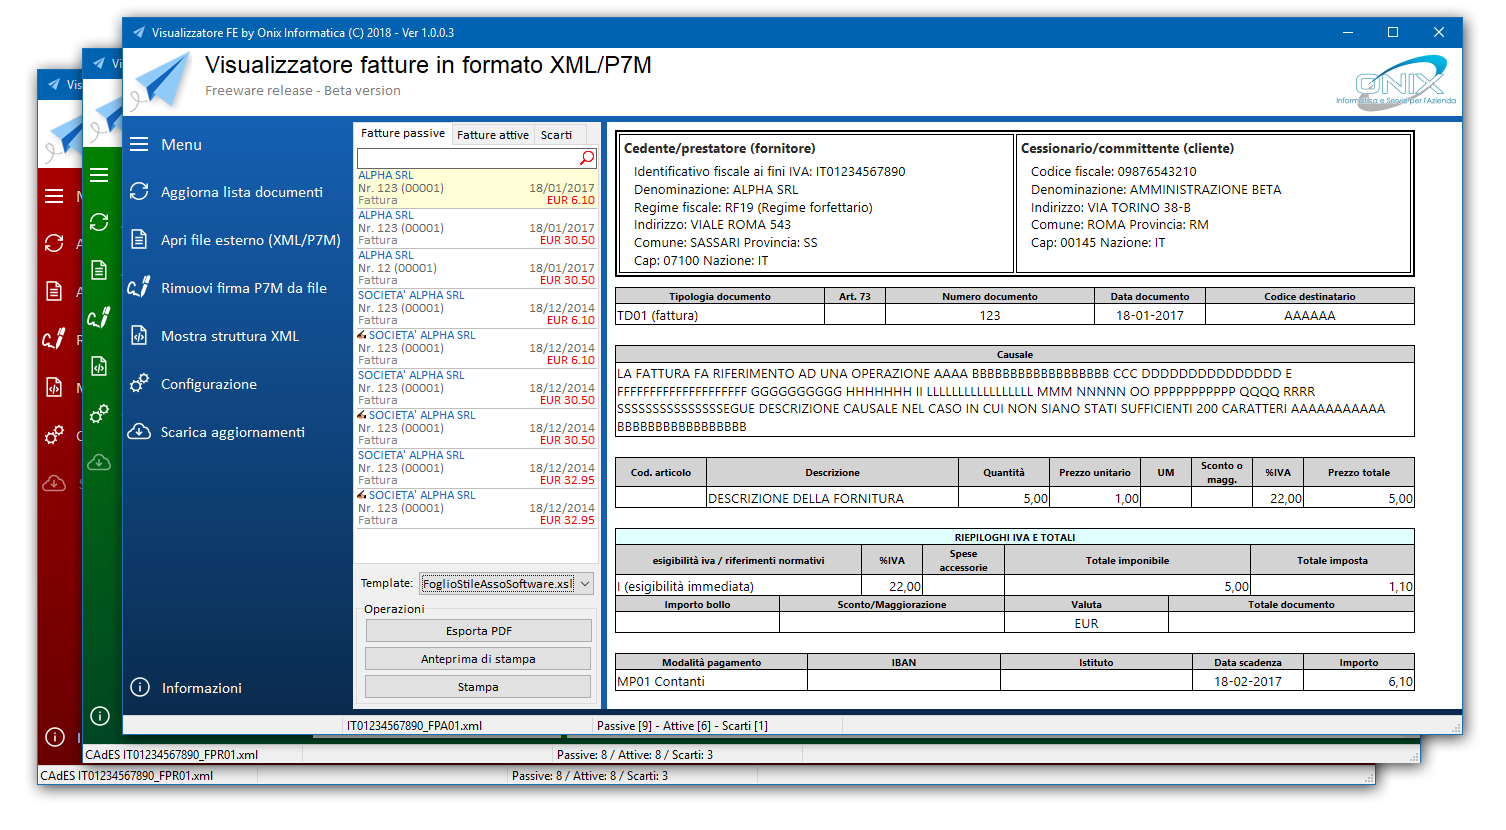 Visualizzatore FE by Onix Informatica (C) 2018 - Ver 1.0.0.3
Visualizzatore fatture in formato XML/P7M
Freeware release - Beta version
ONIX
Informatica e Servizi per l'Azienda
Menu
Aggiorna lista documenti
Apri file esterno (XML/P7M)
Rimuovi firma P7M da file
Mostra struttura XML
Configurazione
Scarica aggiornamenti
Informazioni
Fatture passive Fatture attive Scarti
ALPHA SRL
Nr. 123 (00001) 18/01/2017
Fattura EUR 6.10
ALPHA SRL
Nr. 123 (00001) 18/01/2017
Fattura EUR 30.50
ALPHA SRL
Nr. 12 (00001) 18/01/2017
Fattura EUR 30.50
SOCIETA' ALPHA SRL
Nr. 123 (00001) 18/12/2014
Fattura EUR 6.10
SOCIETA' ALPHA SRL
Nr. 123 (00001) 18/12/2014
Fattura EUR 6.10
SOCIETA' ALPHA SRL
Nr. 123 (00001) 18/12/2014
Fattura EUR 30.50
SOCIETA' ALPHA SRL
Nr. 123 (00001) 18/12/2014
Fattura EUR 30.50
SOCIETA' ALPHA SRL
Nr. 123 (00001) 18/12/2014
Fattura EUR 32.95
SOCIETA' ALPHA SRL
Nr. 123 (00001) 18/12/2014
Fattura EUR 32.95
Template: FoglioStileAssoSoftware.xsl
Operazioni
Esporta PDF
Anteprima di stampa
Stampa
Cedente/prestatore (fornitore)
Identificativo fiscale ai fini IVA: IT01234567890
Denominazione: ALPHA SRL
Regime fiscale: RF19 (Regime forfettario)
Indirizzo: VIALE ROMA 543
Comune: SASSARI Provincia: SS
Cap: 07100 Nazione: IT
Cessionario/committente (cliente)
Codice fiscale: 09876543210
Denominazione: AMMINISTRAZIONE BETA
Indirizzo: VIA TORINO 38-B
Comune: ROMA Provincia: RM
Cap: 00145 Nazione: IT
Tipologia documento Art. 73 Numero documento Data documento Codice destinatario
TD01 (fattura) 123 18-01-2017 AAAAAA
Causale
LA FATTURA FA RIFERIMENTO AD UNA OPERAZIONE AAAA BBBBBBBBBBBBBBBBBB CCC DDDDDDDDDDDDDDD E
FFFFFFFFFFFFFFFFFFFF GGGGGGGGGG HHHHHHH II LLLLLLLLLLLLLLLLL MMM NNNNN OO PPPPPPPPPPP QQQQ RRRR
SSSSSSSSSSSSSSSEGUE DESCRIZIONE CAUSALE NEL CASO IN CUI NON SIANO STATI SUFFICIENTI 200 CARATTERI AAAAAAAAAAA
BBBBBBBBBBBBBBBBB
Cod. articolo Descrizione Quantità Prezzo unitario UM Sconto o magg. %IVA Prezzo totale
DESCRIZIONE DELLA FORNITURA 5,00 1,00 22,00 5,00
RIEPILOGHI IVA E TOTALI
esigibilità iva / riferimenti normativi %IVA Spese accessorie Totale imponibile Totale imposta
I (esigibilità immediata) 22,00 5,00 1,10
Importo bollo Sconto/Maggiorazione Valuta Totale documento
EUR
Modalità pagamento IBAN Istituto Data scadenza Importo
MP01 Contanti 18-02-2017 6,10
IT01234567890_FPA01.xml Passive [9] - Attive [6] - Scarti [1]
CAdES IT01234567890_FPR01.xml Passive: 8 / Attive: 8 / Scarti: 3
CAdES IT01234567890_FPR01.xml Passive: 8 / Attive: 8 / Scarti: 3